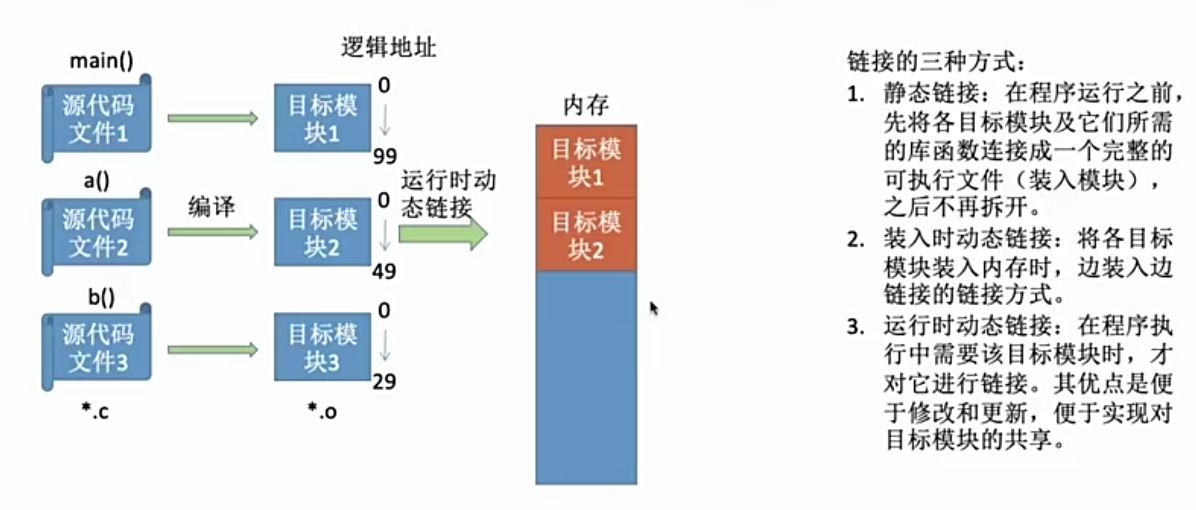 逻辑地址
main()
源代码
文件1
目标模
块1
0
99
a()
源代码
文件2
编译
目标模
块2
0
49
运行时动
态链接
b()
源代码
文件3
目标模
块3
0
29
*.c
*.o
内存
目标模
块1
目标模
块2
链接的三种方式：
1. 静态链接：在程序运行之前，
先将各目标模块及它们所需
的库函数连接成一个完整的
可执行文件（装入模块），
之后不再拆开。
2. 装入时动态链接：将各目标
模块装入内存时，边装入边
链接的链接方式。
3. 运行时动态链接：在程序执
行中需要该目标模块时，才
对它进行链接。其优点是便
于修改和更新，便于实现对
目标模块的共享。